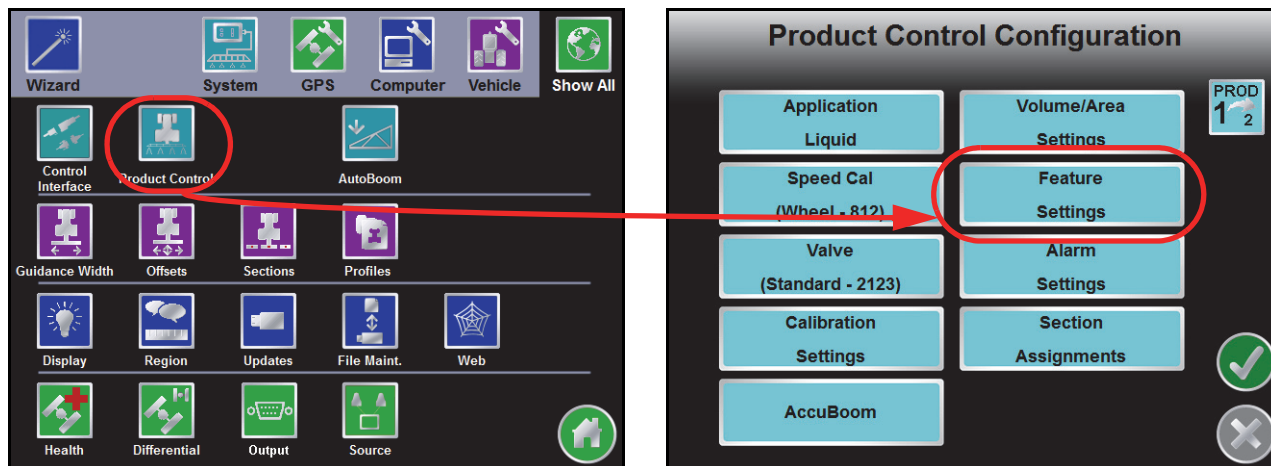 Wizard
System
GPS
Computer
Vehicle
Show All
Control
Interface
Product Control
AutoBoom
Guidance Width
Offsets
Sections
Profiles
Display
Region
Updates
File Maint.
Web
Health
Differential
Output
Source
Product Control Configuration
Application
Liquid
Volume/Area
Settings
PROD
1 2
Speed Cal
(Wheel - 812)
Feature
Settings
Valve
(Standard - 2123)
Alarm
Settings
Calibration
Settings
Section
Assignments
AccuBoom